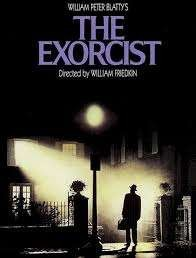 WILLIAM PETER BLATTY'S
THE
EXORCIST
Directed by WILLIAM FRIEDKIN